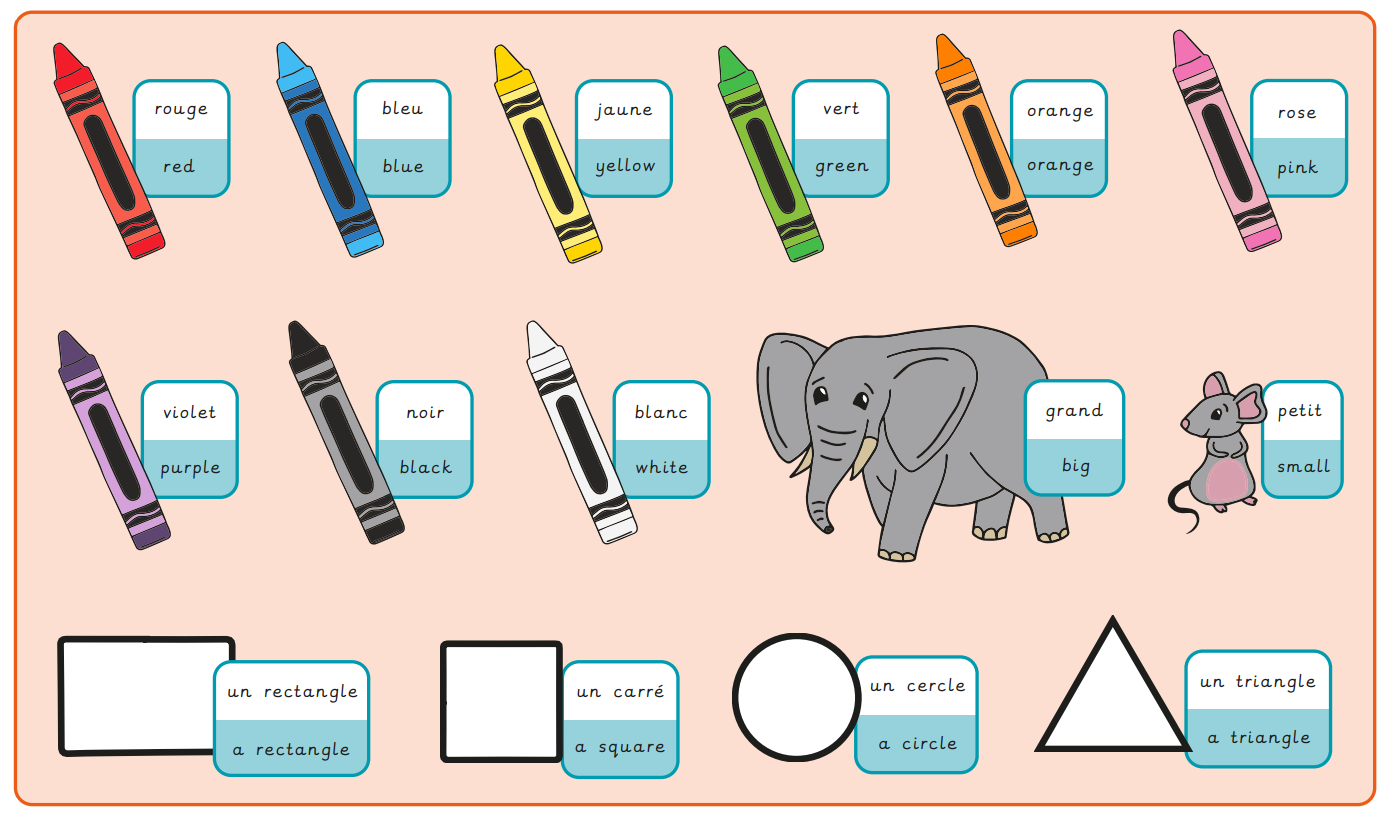 rouge
red
bleu
blue
jaune
yellow
vert
green
orange
orange
rose
pink
violet
purple
noir
black
blanc
white
grand
big
petit
small
un rectangle
a rectangle
un carré
a square
un cercle
a circle
un triangle
a triangle